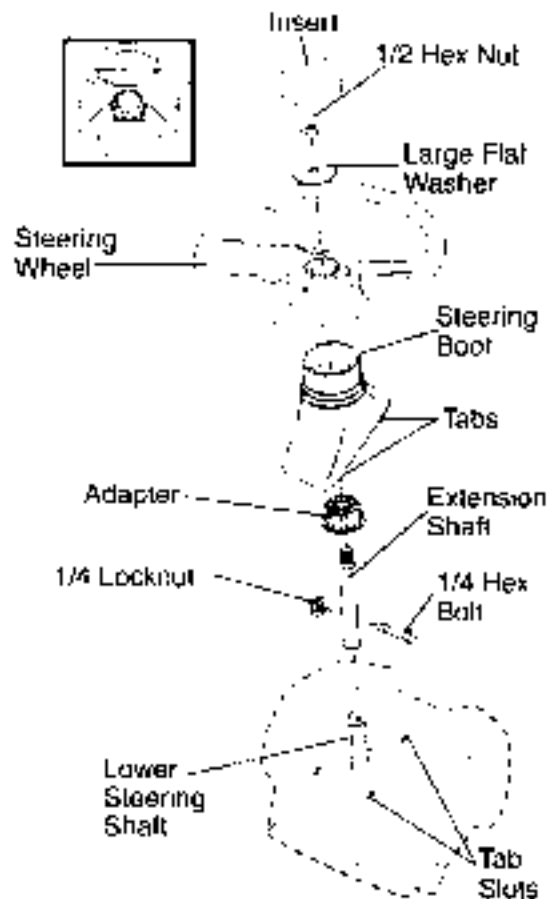 Insert
1/2 Hex Nut
Large Flat
Washer
Steering
Wheel
Steering
Boot
Tabs
Adapter
Extension
Shaft
1/4 Locknut
1/4 Hex
Bolt
Lower
Steering
Shaft
Tab
Slots